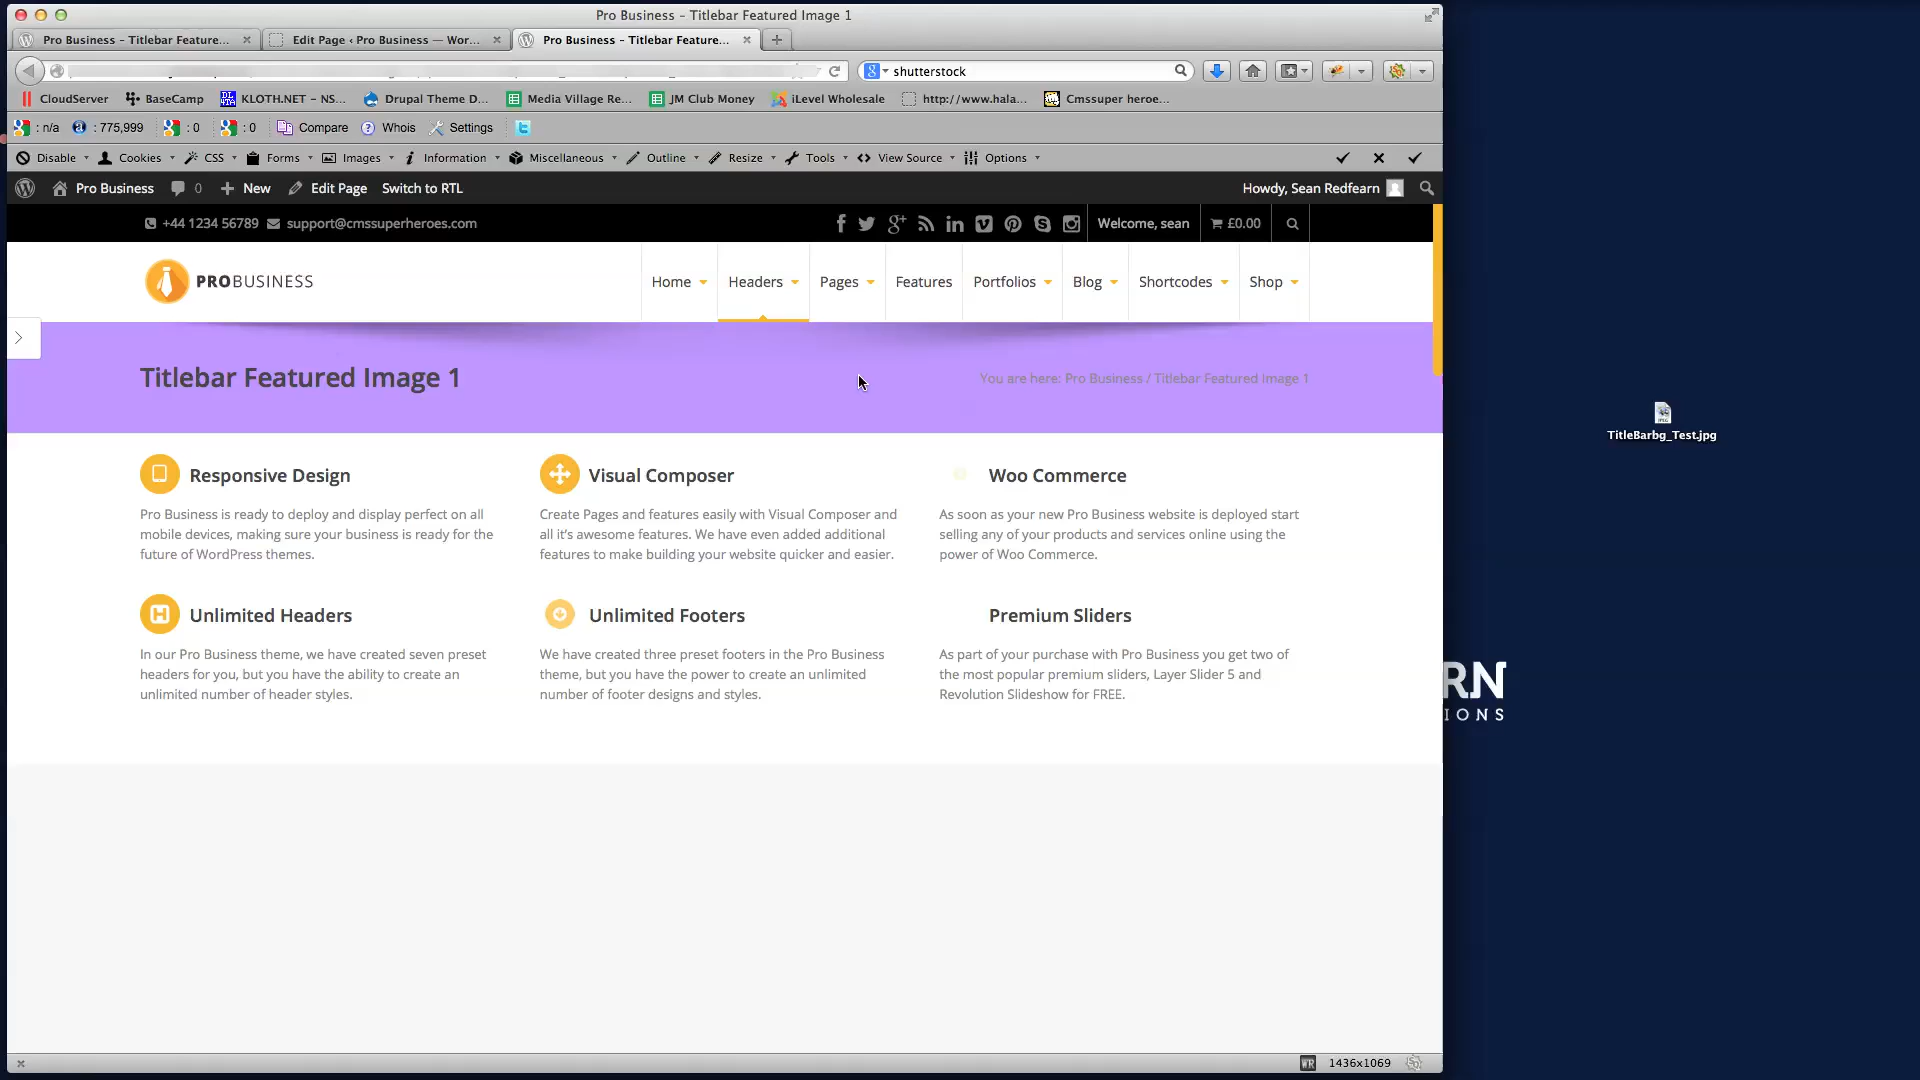 Pro Business - Titlebar Featured Image 1
Pro Business - Titlebar Feature...
Edit Page ‹ Pro Business — Wor...
Pro Business - Titlebar Feature...
shutterstock
CloudServer
BaseCamp
KLOTH.NET - NS...
Drupal Theme D...
Media Village Re...
JM Club Money
iLevel Wholesale
http://www.hala...
Cmssuper heroe...
: n/a
: 775,999
: 0
: 0
Compare
Whois
Settings
Disable
Cookies
CSS
Forms
Images
Information
Miscellaneous
Outline
Resize
Tools
View Source
Options
Pro Business
0
New
Edit Page
Switch to RTL
Howdy, Sean Redfearn
+44 1234 56789
support@cmssuperheroes.com
Welcome, sean
£0.00
PROBUSINESS
Home
Headers
Pages
Features
Portfolios
Blog
Shortcodes
Shop
Titlebar Featured Image 1
You are here: Pro Business / Titlebar Featured Image 1
TitleBarbg_Test.jpg
Responsive Design
Pro Business is ready to deploy and display perfect on all
mobile devices, making sure your business is ready for the
future of WordPress themes.
Visual Composer
Create Pages and features easily with Visual Composer and
all it's awesome features. We have even added additional
features to make building your website quicker and easier.
Woo Commerce
As soon as your new Pro Business website is deployed start
selling any of your products and services online using the
power of Woo Commerce.
Unlimited Headers
In our Pro Business theme, we have created seven preset
headers for you, but you have the ability to create an
unlimited number of header styles.
Unlimited Footers
We have created three preset footers in the Pro Business
theme, but you have the power to create an unlimited
number of footer designs and styles.
Premium Sliders
As part of your purchase with Pro Business you get two of
the most popular premium sliders, Layer Slider 5 and
Revolution Slideshow for FREE.
RN
IONS
1436x1069